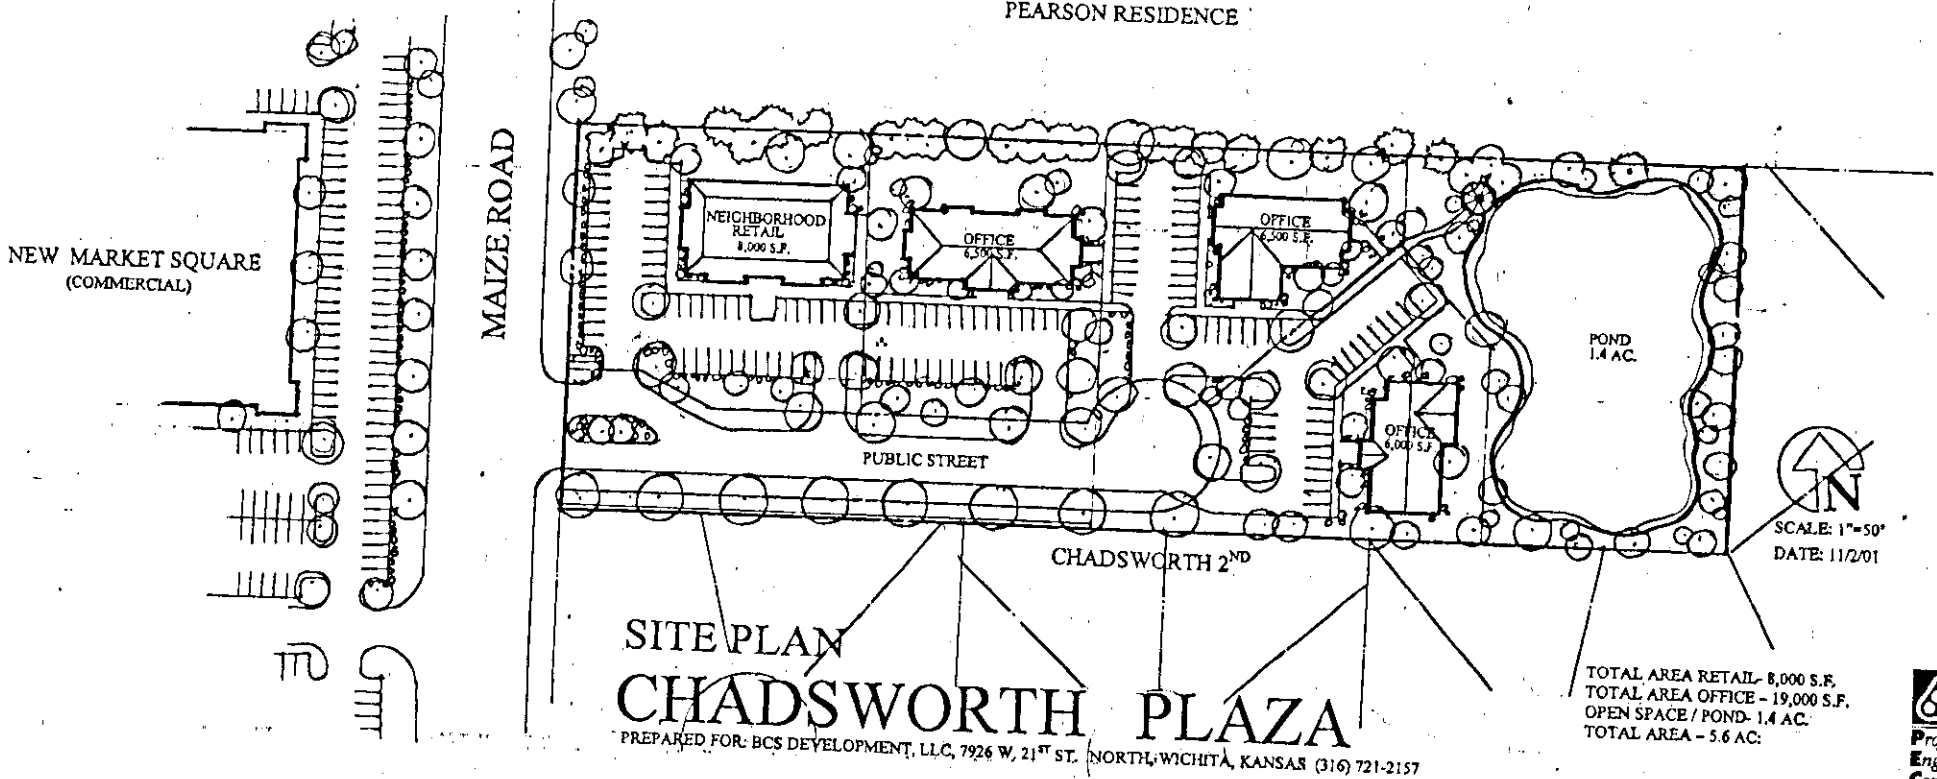 PEARSON RESIDENCE
NEW MARKET SQUARE
(COMMERCIAL)
MAIZE ROAD
NEIGHBORHOOD
RETAIL
8,000 S.F.
OFFICE
6,500 S.F.
OFFICE
6,500 S.F.
POND
1.4 AC.
OFFICE
6,000 S.F.
PUBLIC STREET
N
SCALE: 1"=50'
DATE: 11/2/01
CHADSWORTH 2ND
SITE PLAN
CHADSWORTH PLAZA
PREPARED FOR: BCS DEVELOPMENT, LLC, 7926 W. 21ST ST. NORTH, WICHITA, KANSAS (316) 721-2157
TOTAL AREA RETAIL- 8,000 S.F.
TOTAL AREA OFFICE - 19,000 S.F.
OPEN SPACE / POND- 1.4 AC.
TOTAL AREA - 5.6 AC: